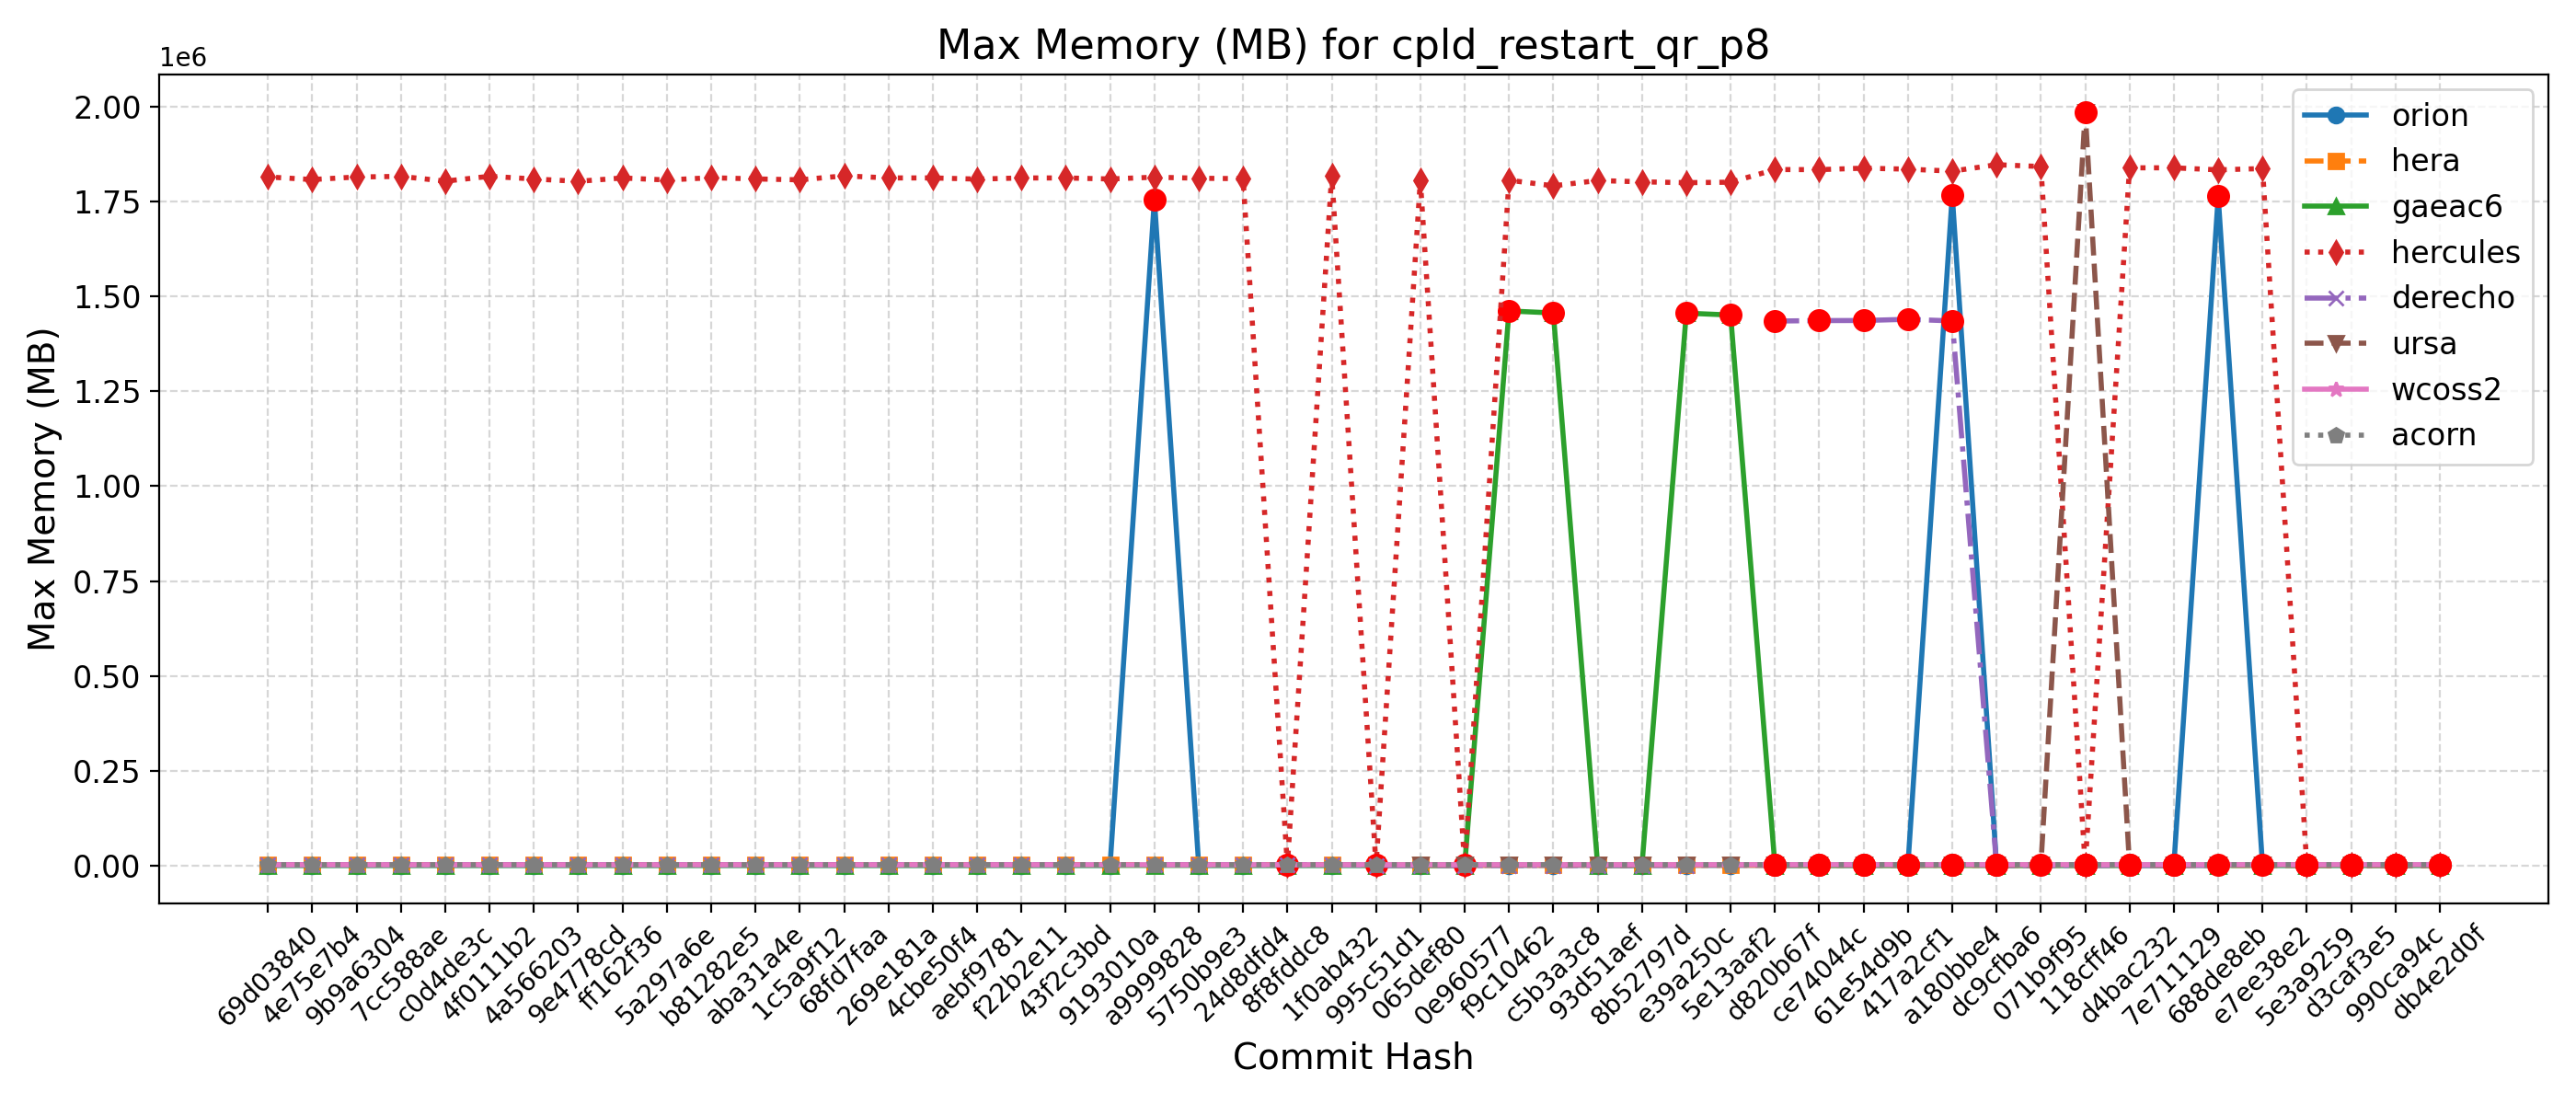 Max Memory (MB) for cpld_restart_qr_p8
1e6
2.00
1.75
1.50
1.25
1.00
0.75
0.50
0.25
0.00
Max Memory (MB)
orion
hera
gaeac6
hercules
derecho
ursa
wcoss2
acorn
69d03840
4e75e7b4
9b9a6304
7cc588ae
c0d4de3c
4f0111b2
4a566203
9e4778cd
ff162f36
5a297a6e
b81282e5
aba31a4e
1c5a9f12
68fd7faa
269e181a
4cbe50f4
aebf9781
f22b2e11
43f2c3bd
9193010a
a9999828
5750b9e3
24d8dfd4
8f8fddc8
1f0ab432
995c51d1
065def80
0e960577
f9c10462
c5b3a3c8
93d51aef
8b52797d
e39a250c
5e13aaf2
d820b67f
ce74044c
61e54d9b
417a2cf1
a180bbe4
dc9cfba6
071b9f95
118cff46
d4bac232
7e711129
688de8eb
e7ee38e2
5e3a9259
d3caf3e5
990ca94c
db4e2d0f
Commit Hash